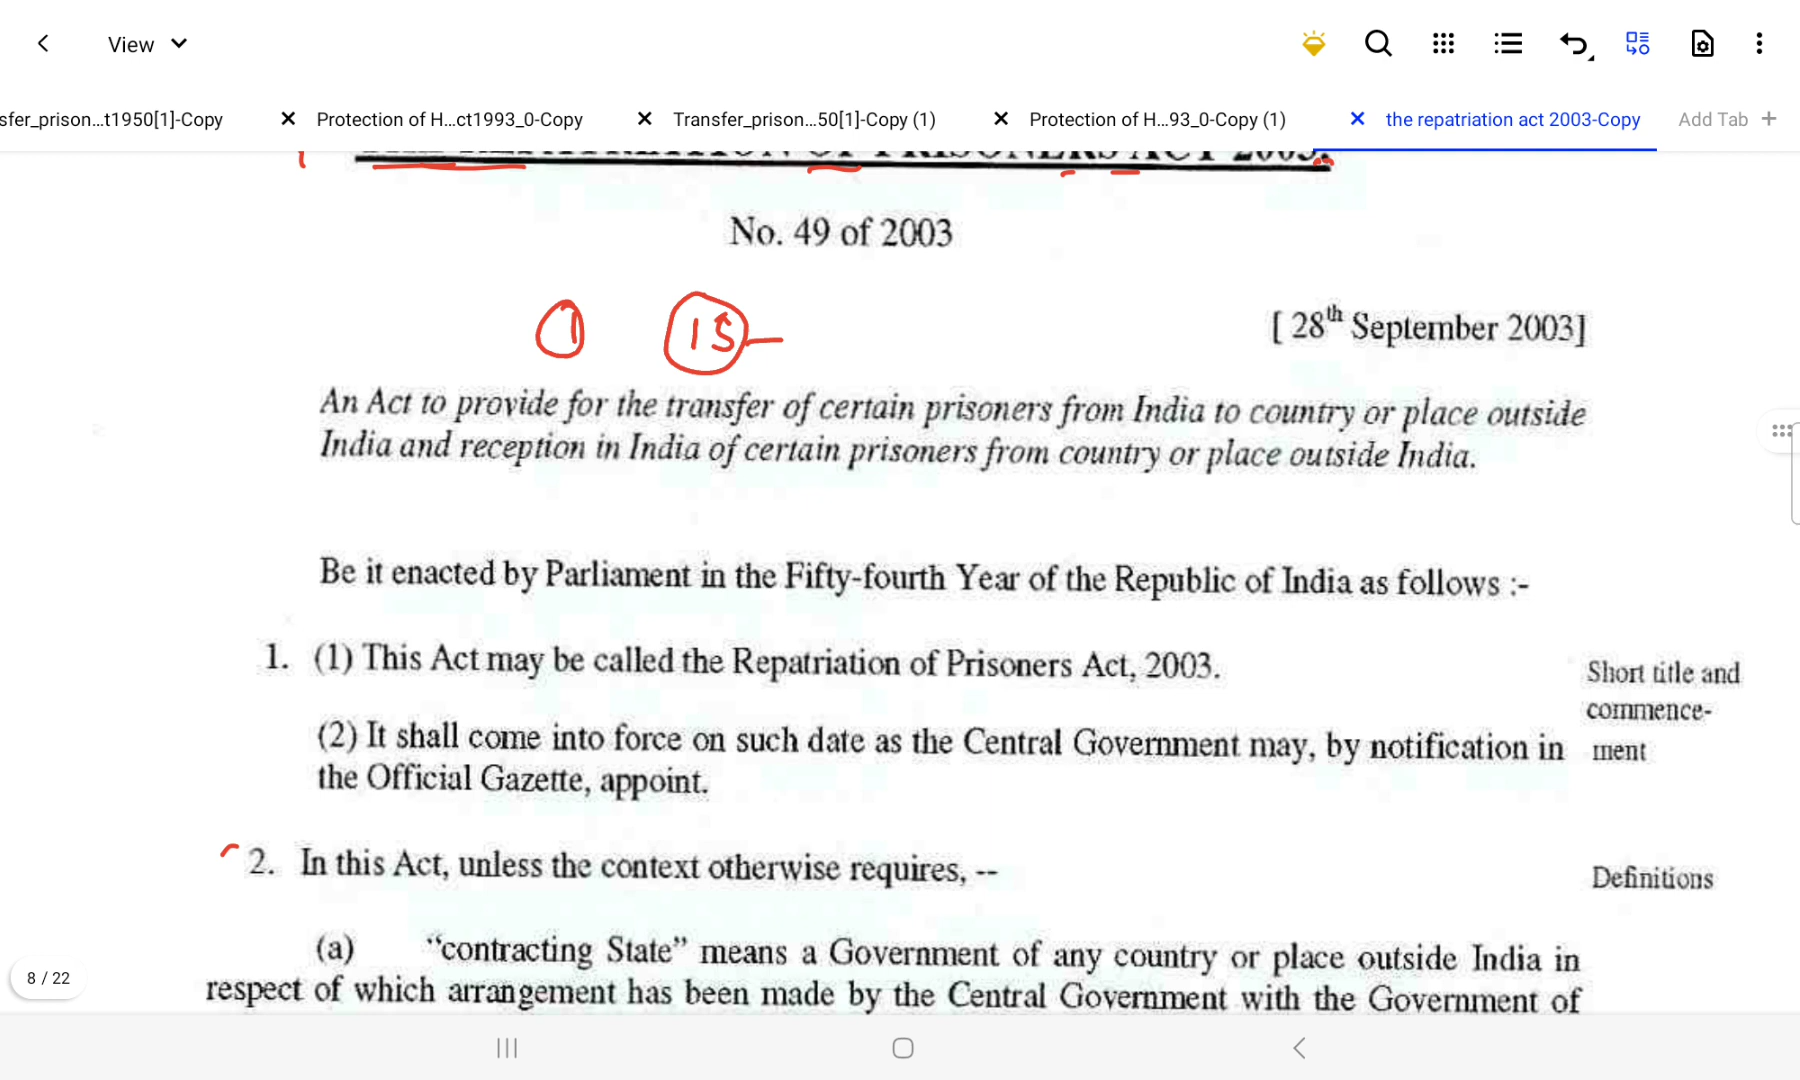 View
sfer_prison...t1950[1]-Copy
Protection of H...ct1993_0-Copy
Transfer_prison...50[1]-Copy (1)
Protection of H...93_0-Copy (1)
the repatriation act 2003-Copy
Add Tab +
THE REPATRIATION OF PRISONERS ACT 2003.
No. 49 of 2003
1 15
[ 28th September 2003]
An Act to provide for the transfer of certain prisoners from India to country or place outside
India and reception in India of certain prisoners from country or place outside India.
Be it enacted by Parliament in the Fifty-fourth Year of the Republic of India as follows :-
1. (1) This Act may be called the Repatriation of Prisoners Act, 2003.
Short title and
commence-
ment
(2) It shall come into force on such date as the Central Government may, by notification in
the Official Gazette, appoint.
2. In this Act, unless the context otherwise requires, --
Definitions
(a) “contracting State” means a Government of any country or place outside India in
respect of which arrangement has been made by the Central Government with the Government of
8 / 22